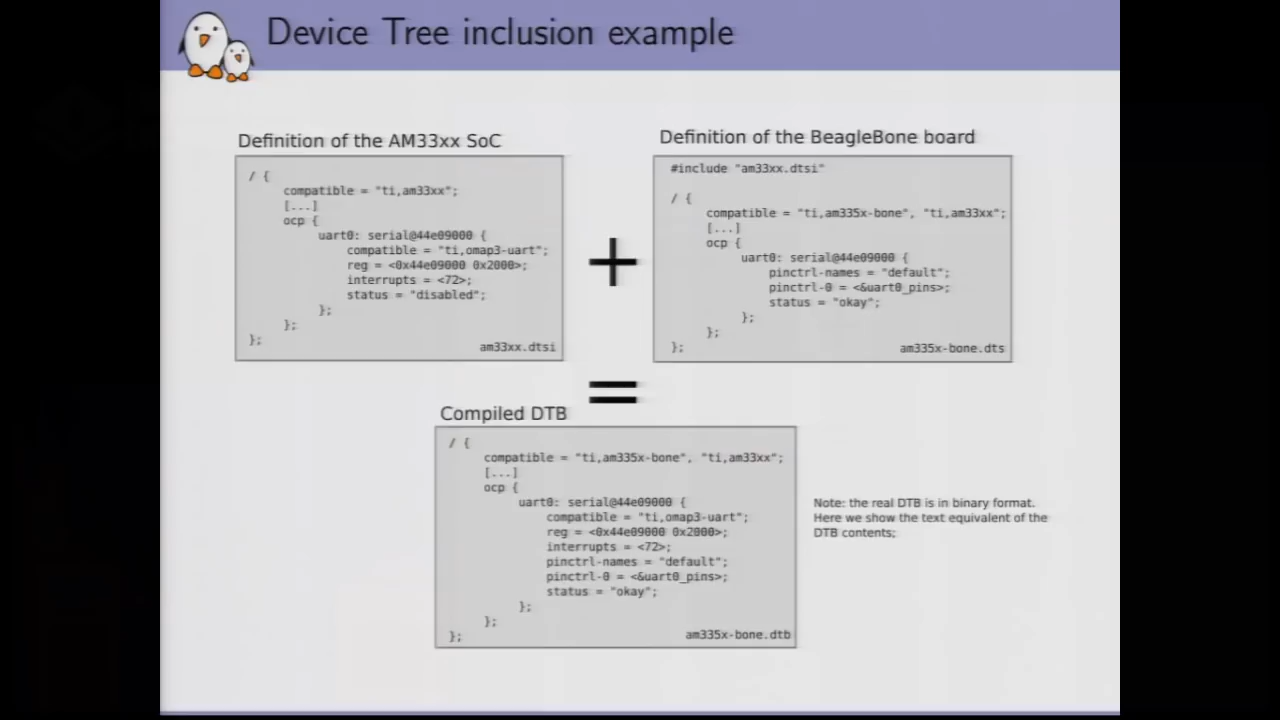 Device Tree inclusion example
Definition of the AM33xx SoC
/ {
compatible = "ti,am33xx";
[...]
ocp {
uart0: serial@44e09000 {
compatible = "ti,omap3-uart";
reg = <0x44e09000 0x2000>;
interrupts = <72>;
status = "disabled";
};
};
};
am33xx.dtsi
+
Definition of the BeagleBone board
#include "am33xx.dtsi"
/ {
compatible = "ti,am335x-bone", "ti,am33xx";
[...]
ocp {
uart0: serial@44e09000 {
pinctrl-names = "default";
pinctrl-0 = <&uart0_pins>;
status = "okay";
};
};
};
am335x-bone.dts
=
Compiled DTB
/ {
compatible = "ti,am335x-bone", "ti,am33xx";
[...]
ocp {
uart0: serial@44e09000 {
compatible = "ti,omap3-uart";
reg = <0x44e09000 0x2000>;
interrupts = <72>;
pinctrl-names = "default";
pinctrl-0 = <&uart0_pins>;
status = "okay";
};
};
};
am335x-bone.dtb
Note: the real DTB is in binary format.
Here we show the text equivalent of the
DTB contents;